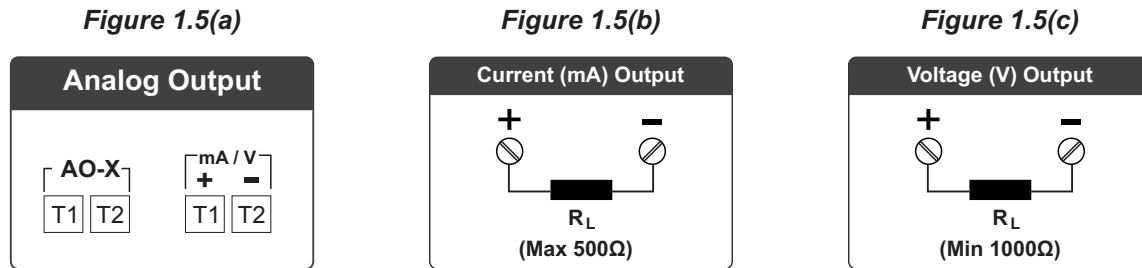 Figure 1.5(a)
Analog Output
AO-X
T1 T2
mA / V
+ -
T1 T2
Figure 1.5(b)
Current (mA) Output
+ -
RL
(Max 500Ω)
Figure 1.5(c)
Voltage (V) Output
+ -
RL
(Min 1000Ω)